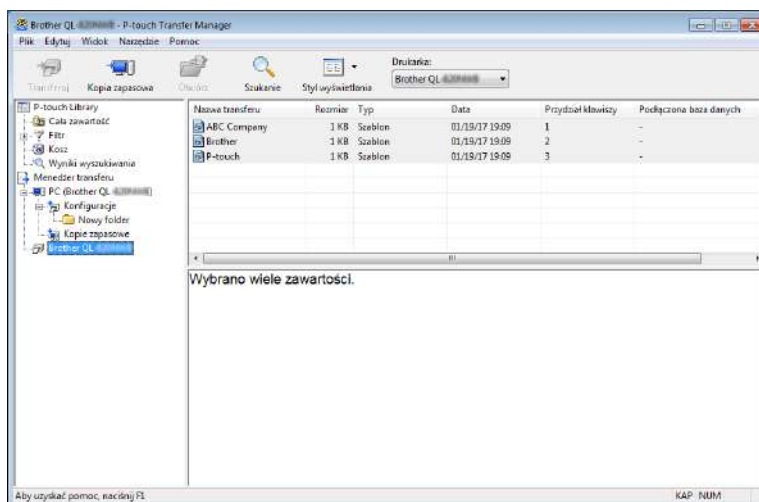 Brother QL - P-touch Transfer Manager
Plik Edytuj Widok Narzędzie Pomoc
Transferuj Kopia zapasowa Otwórz Szukanie Styl wyświetlania
Drukarka:
Brother QL
P-touch Library
Cała zawartość
Filtr
Kosz
Wyniki wyszukiwania
Menedżer transferu
PC (Brother QL )
Konfiguracje
Nowy folder
Kopie zapasowe
Brother QL
Nazwa transferu Rozmiar Typ Data Przydział klawiszy Podłączona baza danych
ABC Company 1 KB Szablon 01/19/17 19:09 1 -
Brother 1 KB Szablon 01/19/17 19:09 2 -
P-touch 1 KB Szablon 01/19/17 19:09 3 -
Wybrano wiele zawartości.
Aby uzyskać pomoc, naciśnij F1 KAP NUM